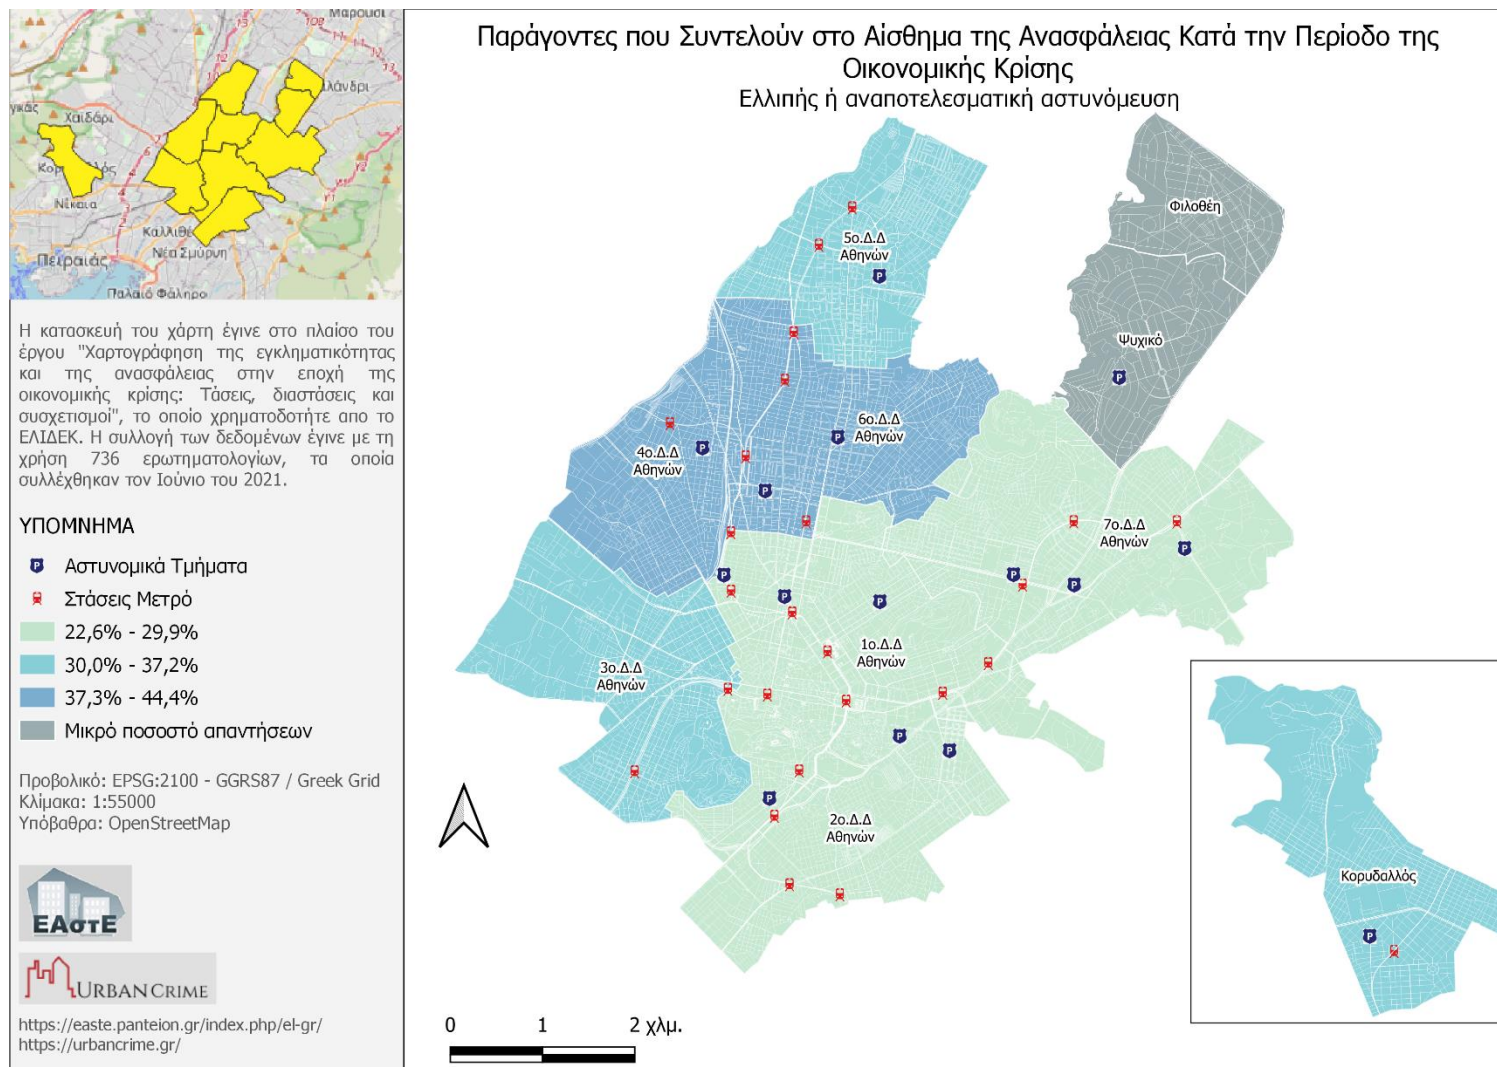 Παράγοντες που Συντελούν στο Αίσθημα της Ανασφάλειας Κατά την Περίοδο της
Οικονομικής Κρίσης
Ελλιπής ή αναποτελεσματική αστυνόμευση
Μαρούσι
Χαϊδάρι
Νίκαια
Καλλιθέ
Νέα Σμύρνη
Πειραιάς
Παλαιό Φάληρο
Η κατασκευή του χάρτη έγινε στο πλαίσο του
έργου "Χαρτογράφηση της εγκληματικότητας
και της ανασφάλειας στην εποχή της
οικονομικής κρίσης: Τάσεις, διαστάσεις και
συσχετισμοί", το οποίο χρηματοδοτήτε απο το
ΕΛΙΔΕΚ. Η συλλογή των δεδομένων έγινε με τη
χρήση 736 ερωτηματολογίων, τα οποία
συλλέχθηκαν τον Ιούνιο του 2021.
ΥΠΟΜΝΗΜΑ
Αστυνομικά Τμήματα
Στάσεις Μετρό
22,6% - 29,9%
30,0% - 37,2%
37,3% - 44,4%
Μικρό ποσοστό απαντήσεων
Προβολικό: EPSG:2100 - GGRS87 / Greek Grid
Κλίμακα: 1:55000
Υπόβαθρα: OpenStreetMap
ΕΑστΕ
URBAN CRIME
https://easte.panteion.gr/index.php/el-gr/
https://urbancrime.gr/
5ο.Δ.Δ
Αθηνών
Φιλοθέη
Ψυχικό
6ο.Δ.Δ
Αθηνών
4ο.Δ.Δ
Αθηνών
7ο.Δ.Δ
Αθηνών
3ο.Δ.Δ
Αθηνών
1ο.Δ.Δ
Αθηνών
2ο.Δ.Δ
Αθηνών
Κορυδαλλός
0 1 2 χλμ.